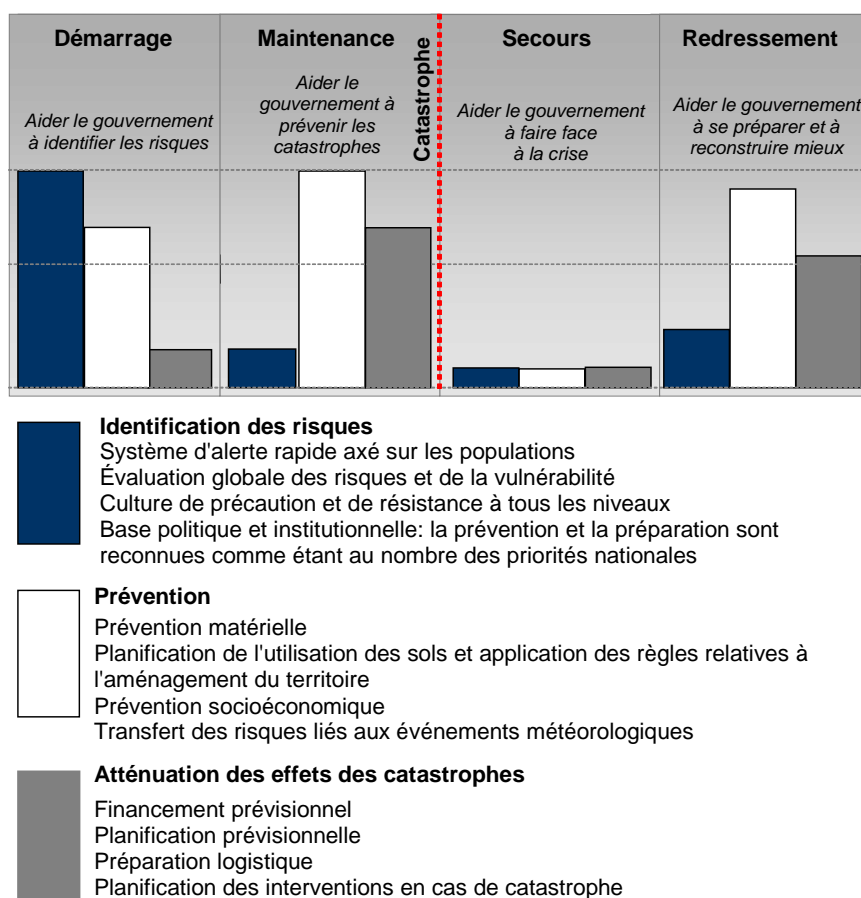 Démarrage
Aider le gouvernement
à identifier les risques
Maintenance
Aider le
gouvernement à
prévenir les
catastrophes
Catastrophe
Secours
Aider le gouvernement
à faire face
à la crise
Redressement
Aider le gouvernement
à se préparer et à
reconstruire mieux
Identification des risques
Système d'alerte rapide axé sur les populations
Évaluation globale des risques et de la vulnérabilité
Culture de précaution et de résistance à tous les niveaux
Base politique et institutionnelle: la prévention et la préparation sont
reconnues comme étant au nombre des priorités nationales
Prévention
Prévention matérielle
Planification de l'utilisation des sols et application des règles relatives à
l'aménagement du territoire
Prévention socioéconomique
Transfert des risques liés aux événements météorologiques
Atténuation des effets des catastrophes
Financement prévisionnel
Planification prévisionnelle
Préparation logistique
Planification des interventions en cas de catastrophe